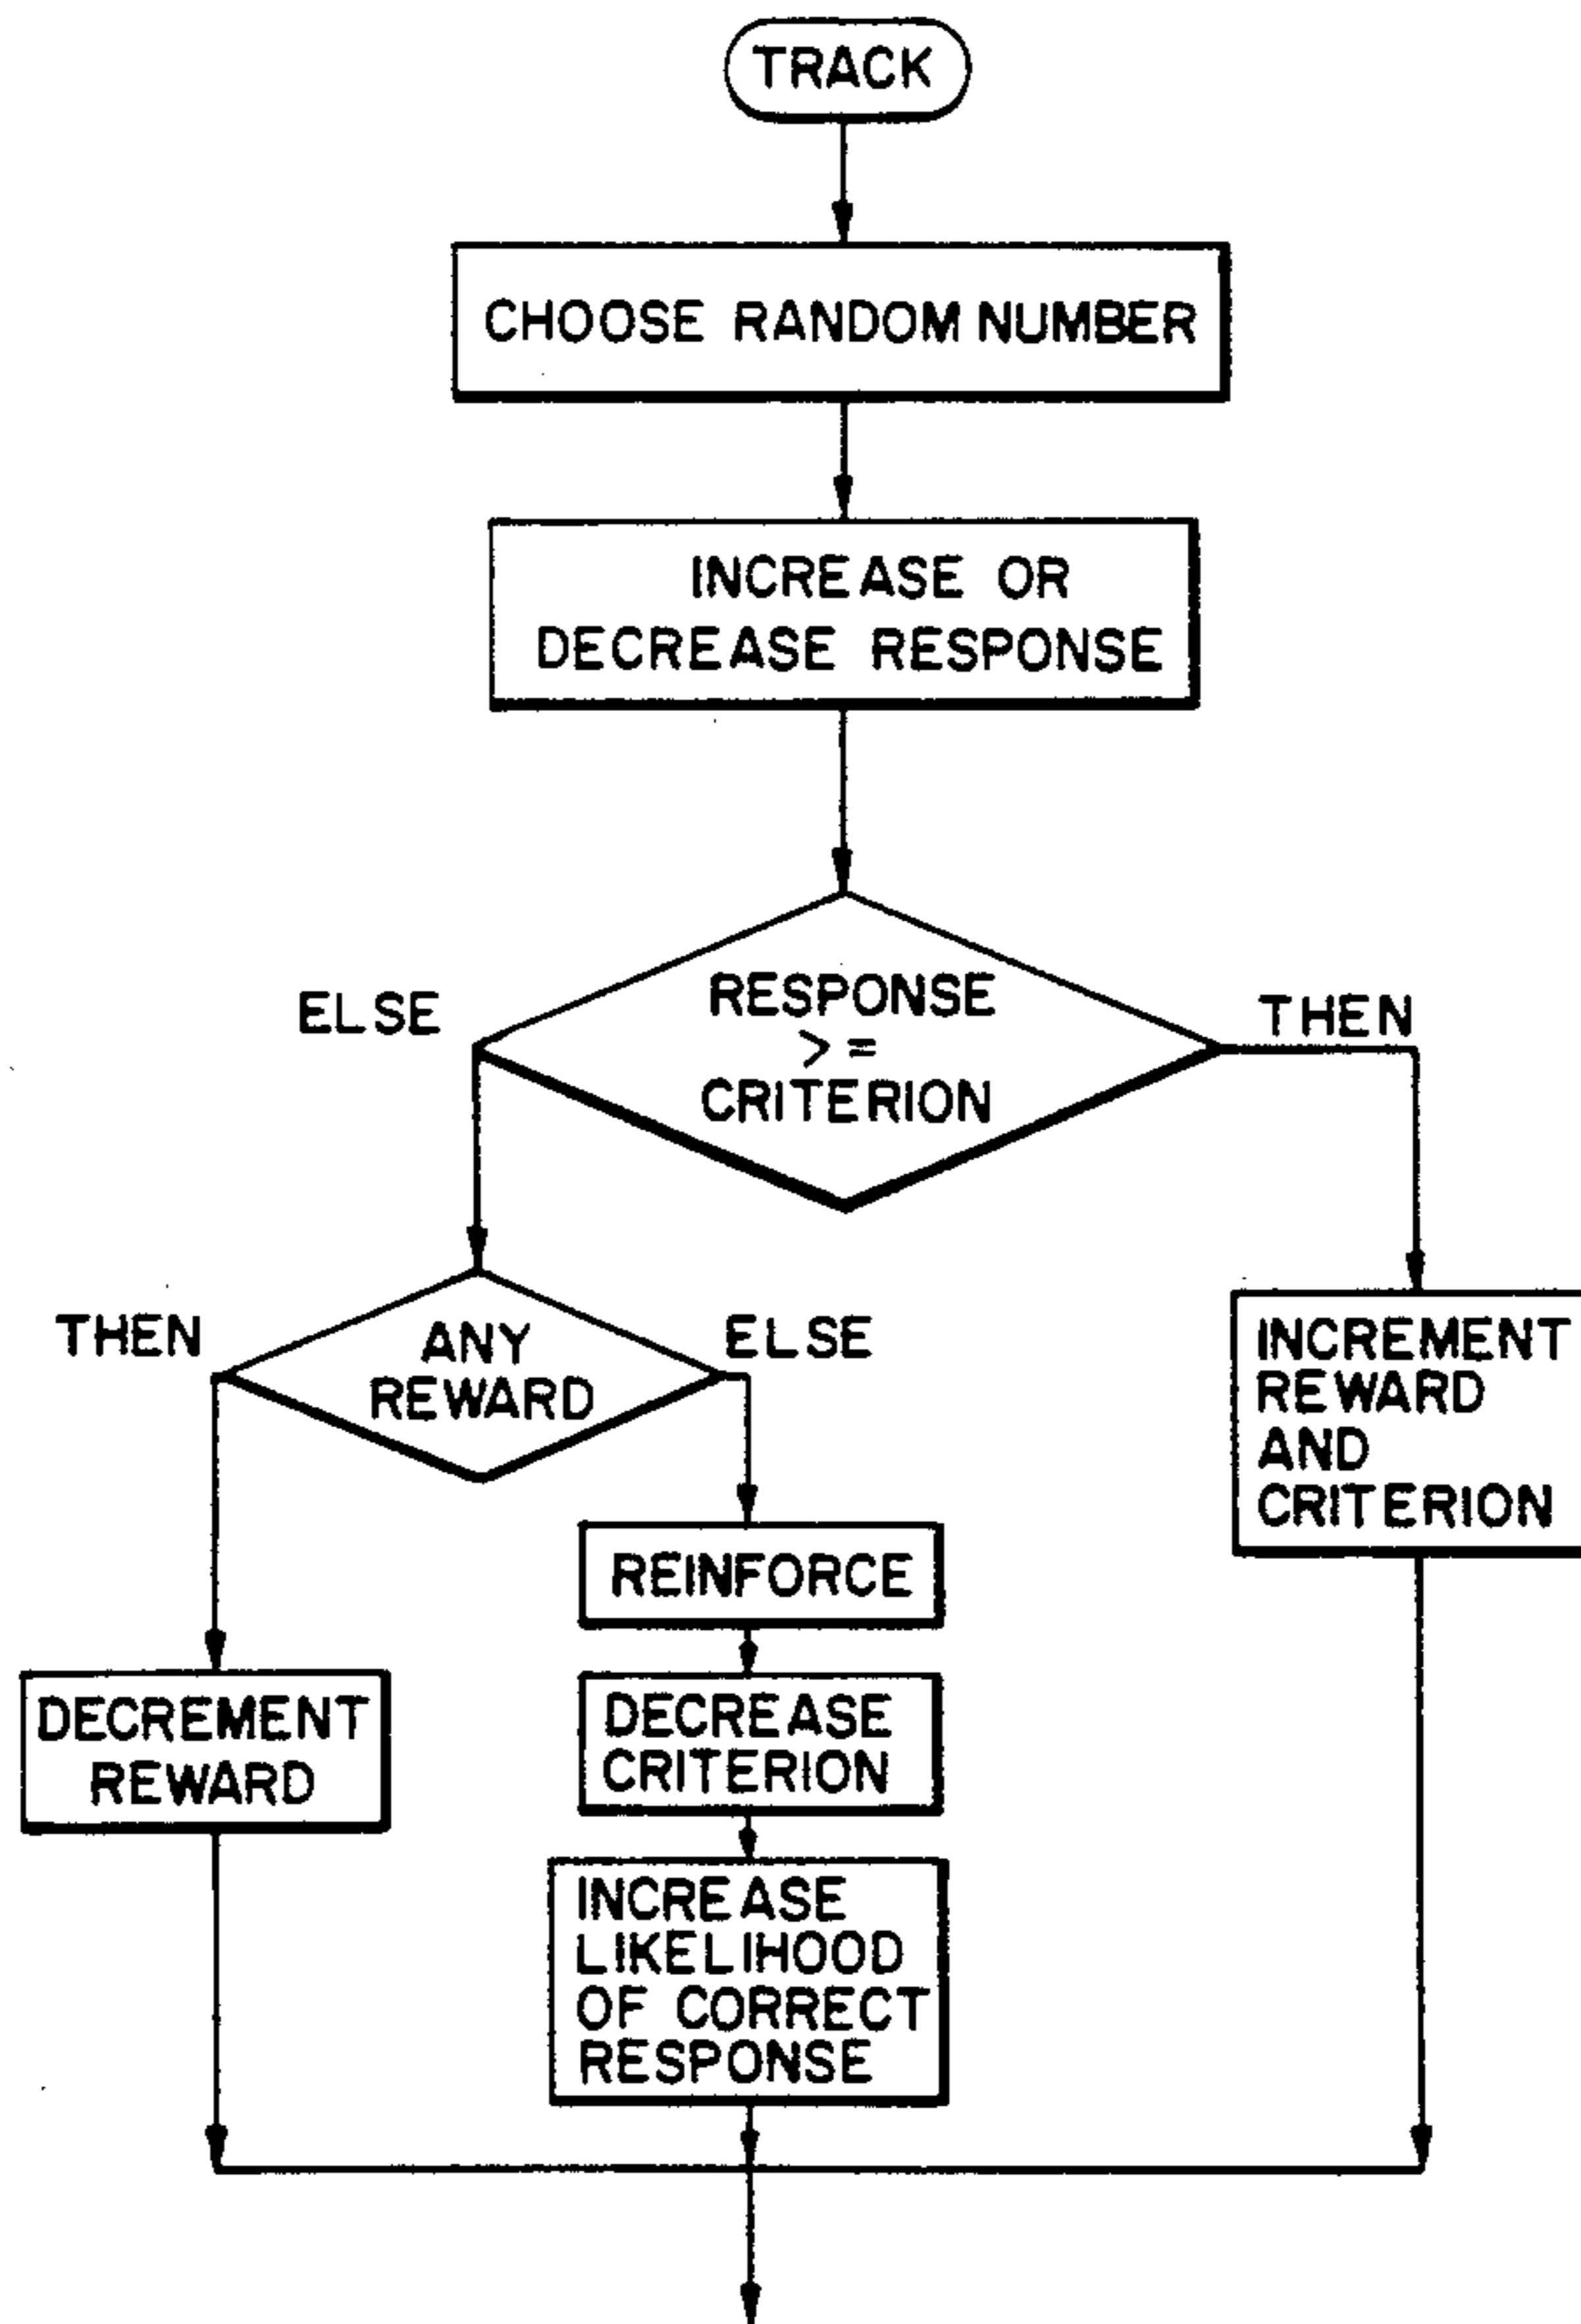 TRACK
CHOOSE RANDOM NUMBER
INCREASE OR
DECREASE RESPONSE
ELSE
RESPONSE
>=
CRITERION
THEN
THEN
ANY
REWARD
ELSE
INCREMENT
REWARD
AND
CRITERION
REINFORCE
DECREMENT
REWARD
DECREASE
CRITERION
INCREASE
LIKELIHOOD
OF CORRECT
RESPONSE